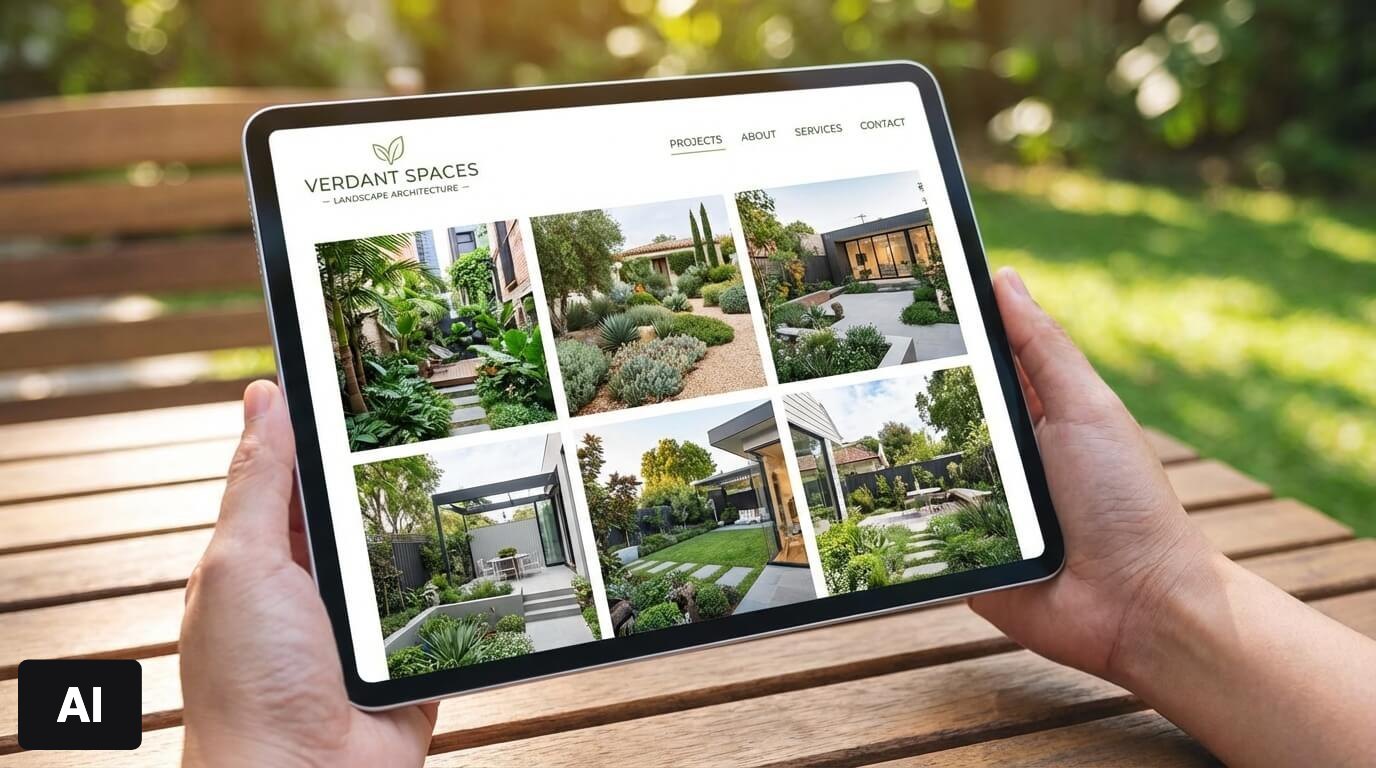 VERDANT SPACES
— LANDSCAPE ARCHITECTURE —
PROJECTS ABOUT SERVICES CONTACT
AI